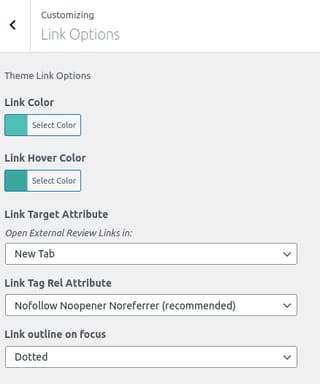 Customizing
Link Options
Theme Link Options
Link Color
Select Color
Link Hover Color
Select Color
Link Target Attribute
Open External Review Links in:
New Tab
Link Tag Rel Attribute
Nofollow Noopener Noreferrer (recommended)
Link outline on focus
Dotted